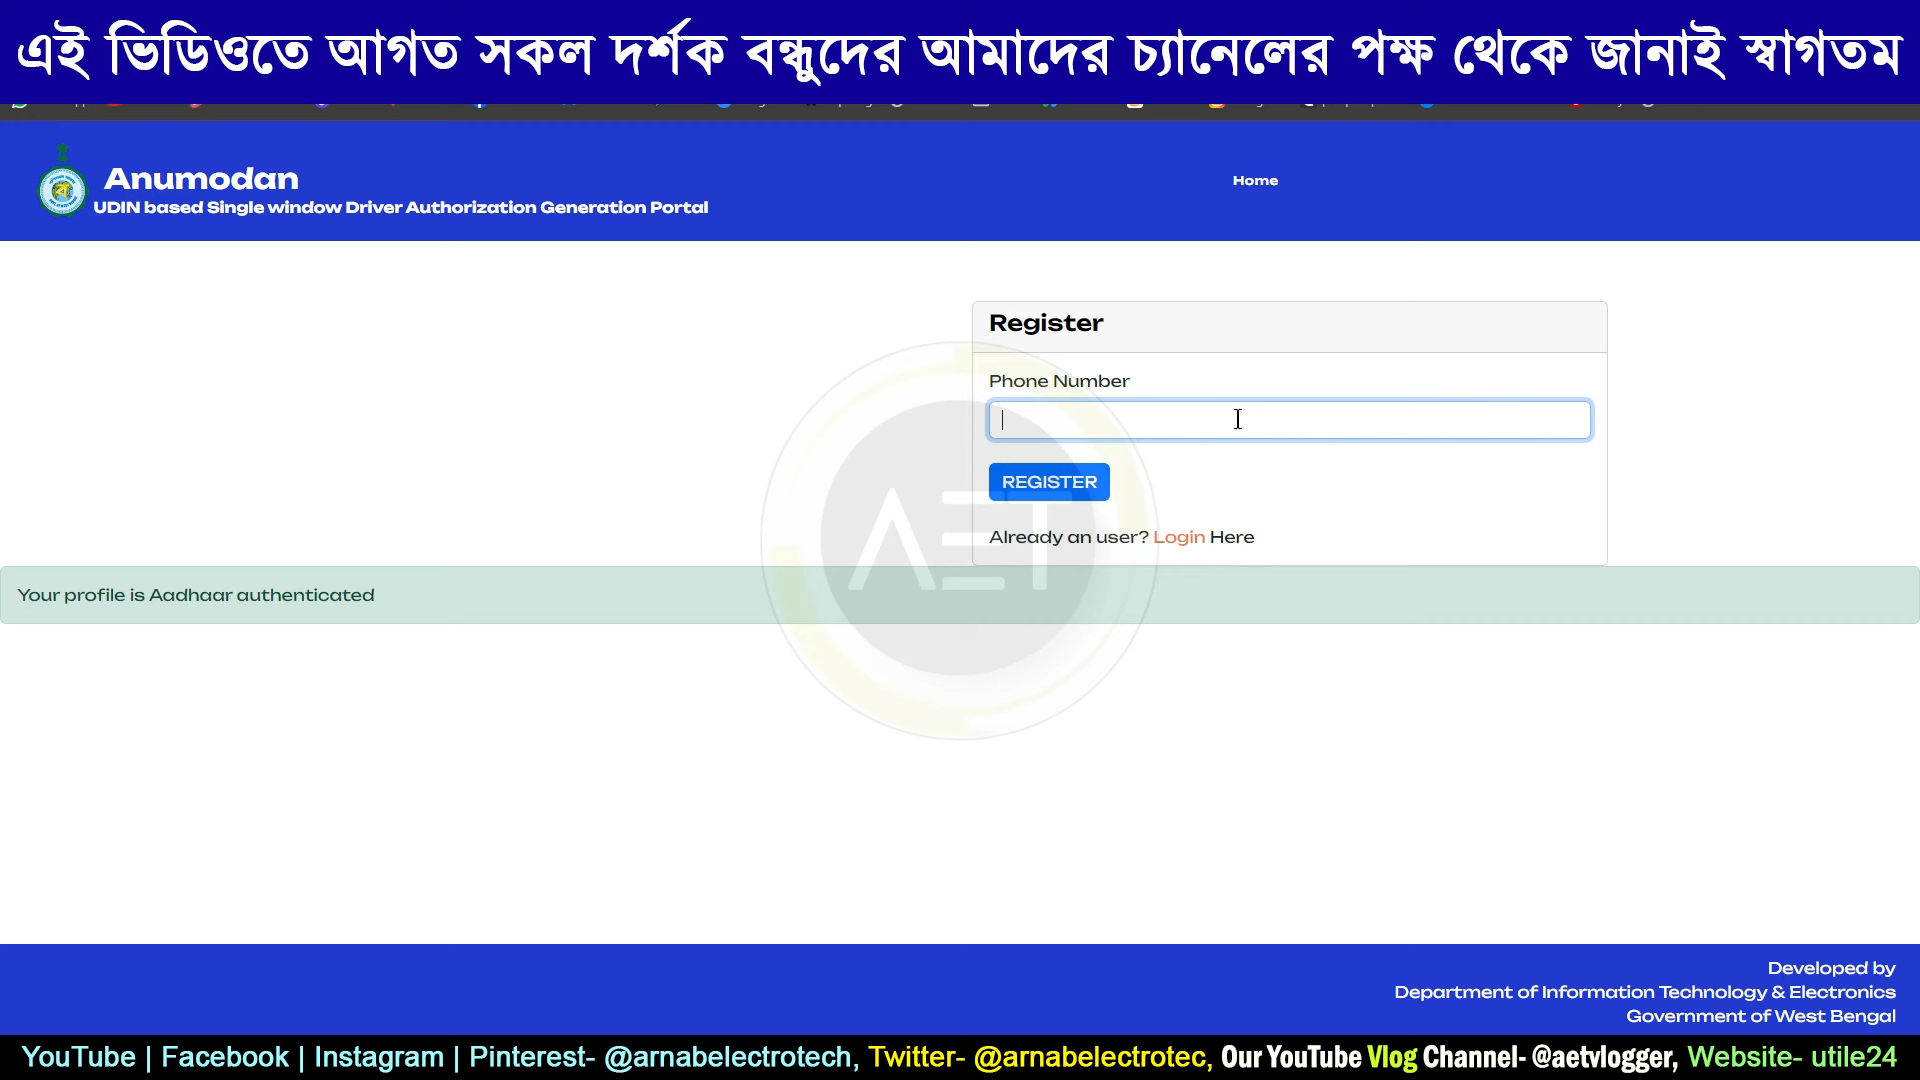 এই ভিডিওতে আগত সকল দর্শক বন্ধুদের আমাদের চ্যানেলের পক্ষ থেকে জানাই স্বাগতম
Anumodan
UDIN based Single window Driver Authorization Generation Portal
Home
Register
Phone Number
REGISTER
Already an user? Login Here
AET
Your profile is Aadhaar authenticated
Developed by
Department of Information Technology & Electronics
Government of West Bengal
YouTube | Facebook | Instagram | Pinterest- @arnabelectrotech, Twitter- @arnabelectrotec, Our YouTube Vlog Channel- @aetvlogger, Website- utile24